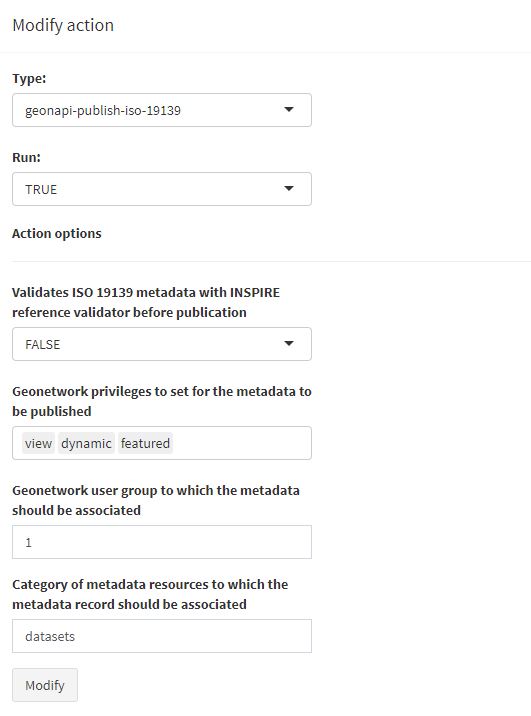 Modify action
Type:
geonapi-publish-iso-19139
Run:
TRUE
Action options
Validates ISO 19139 metadata with INSPIRE
reference validator before publication
FALSE
Geonetwork privileges to set for the metadata to
be published
view dynamic featured
Geonetwork user group to which the metadata
should be associated
1
Category of metadata resources to which the
metadata record should be associated
datasets
Modify